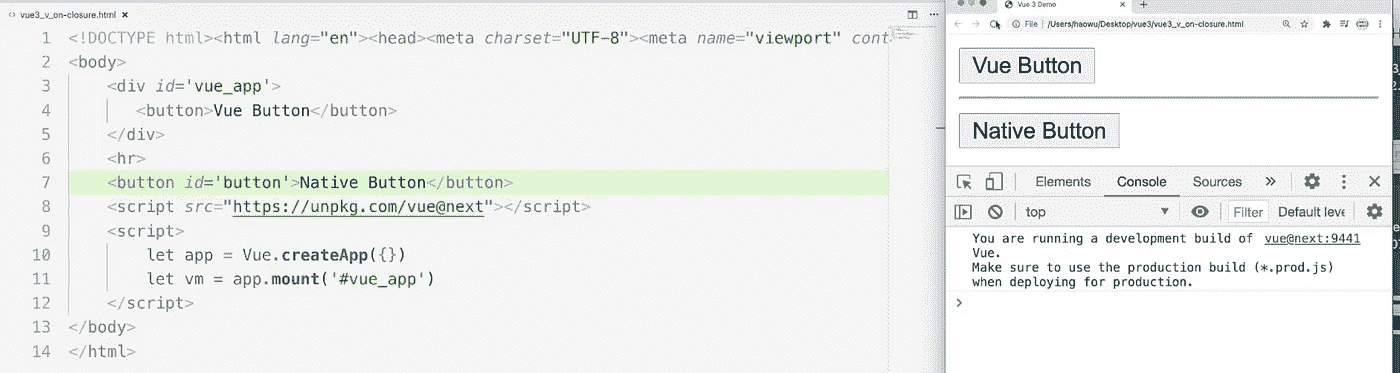 vue3_v_on-closure.html
1 <!DOCTYPE html><html lang="en"><head><meta charset="UTF-8"><meta name="viewport" cont
2 <body>
3 <div id='vue_app'>
4 <button>Vue Button</button>
5 </div>
6 <hr>
7 <button id='button'>Native Button</button>
8 <script src="https://unpkg.com/vue@next"></script>
9 <script>
10 let app = Vue.createApp({})
11 let vm = app.mount('#vue_app')
12 </script>
13 </body>
14 </html>
Vue 3 Demo
File | /Users/haowu/Desktop/vue3/vue3_v_on-closure.html
Vue Button
Native Button
Elements Console Sources
top Filter Default leve
You are running a development build of vue@next:9441
Vue.
Make sure to use the production build (*.prod.js)
when deploying for production.